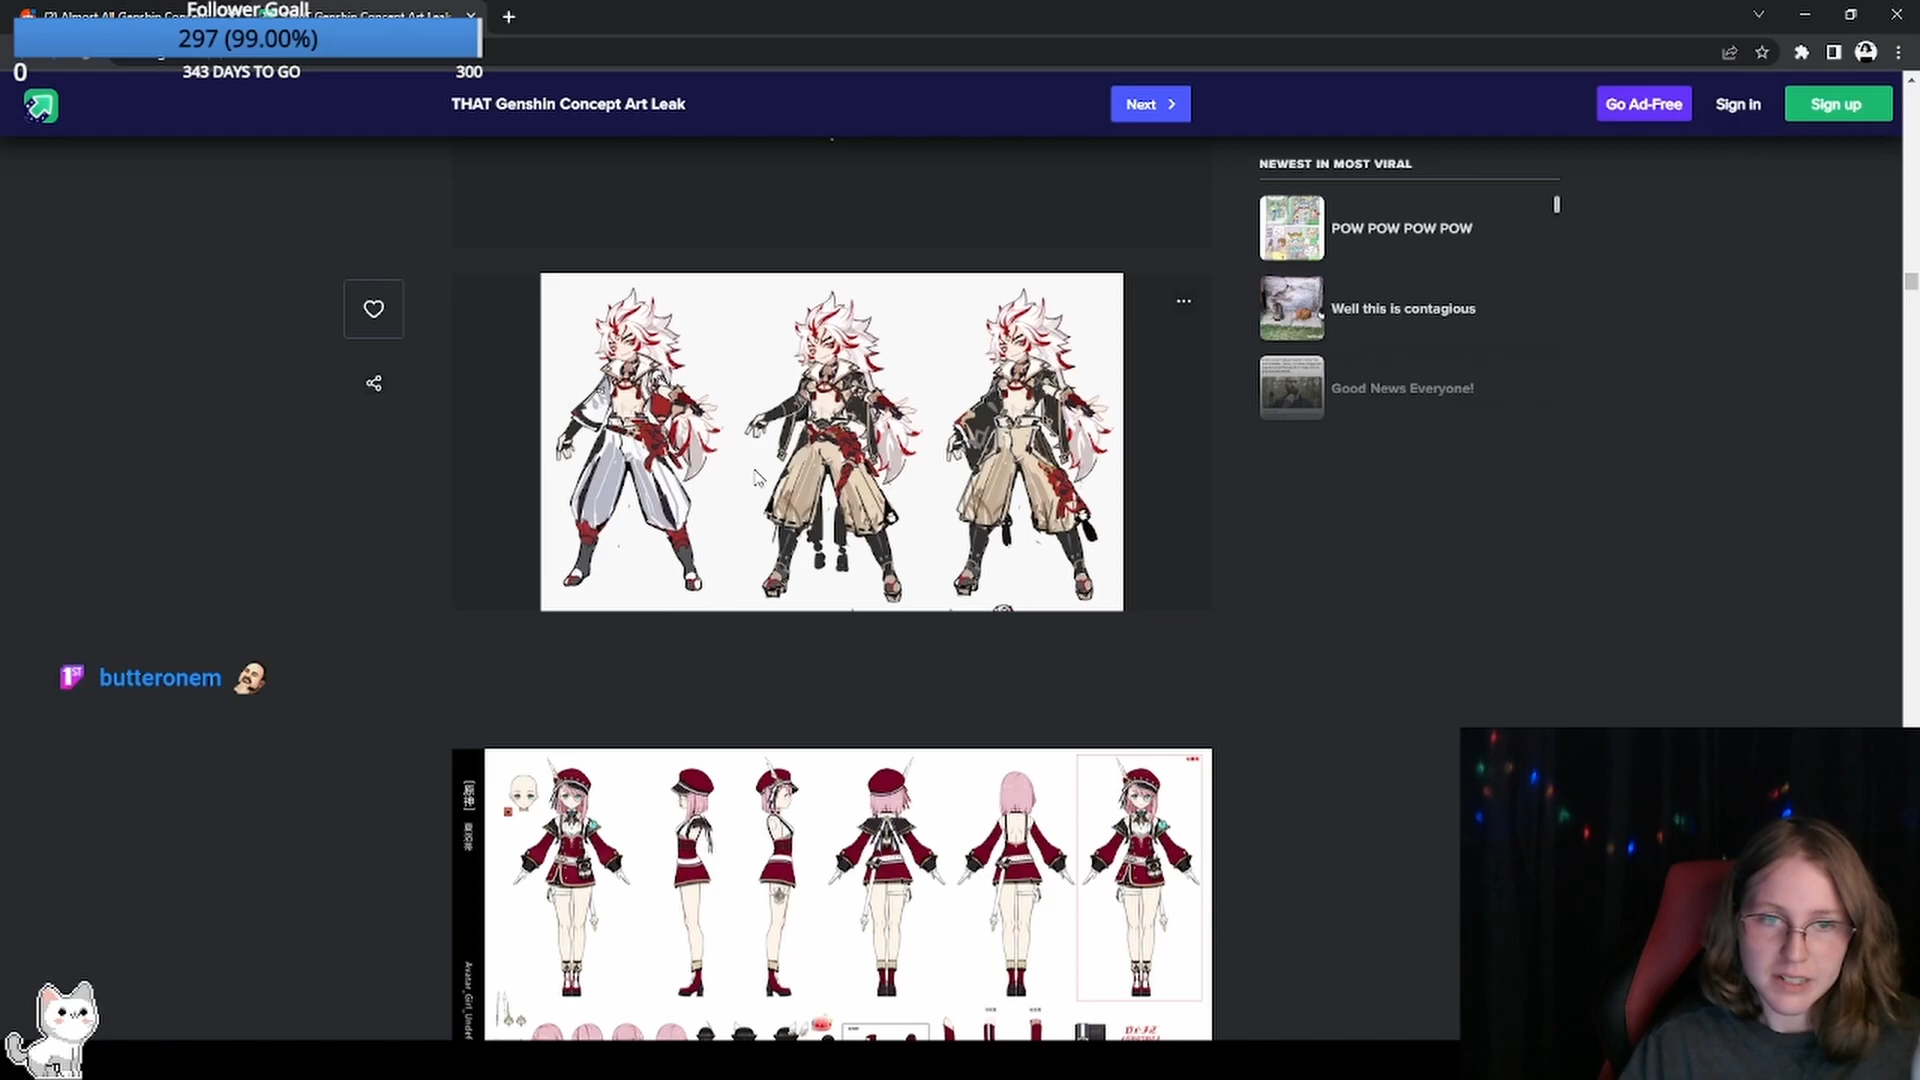 Follower Goal!
297 (99.00%)
0
343 DAYS TO GO
300
THAT Genshin Concept Art Leak
Next
Go Ad-Free
Sign in
Sign up
NEWEST IN MOST VIRAL
POW POW POW POW
Well this is contagious
Good News Everyone!
1ST butteronem